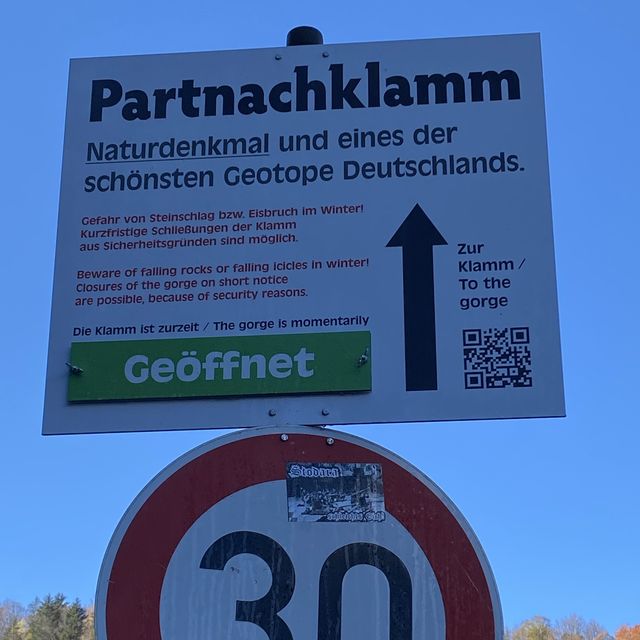 Partnachklamm
Naturdenkmal und eines der
schönsten Geotope Deutschlands.
Gefahr von Steinschlag bzw. Eisbruch im Winter!
Kurzfristige Schließungen der Klamm
aus Sicherheitsgründen sind möglich.
Beware of falling rocks or falling icicles in winter!
Closures of the gorge on short notice
are possible, because of security reasons.
Die Klamm ist zurzeit / The gorge is momentarily
Geöffnet
Zur
Klamm /
To the
gorge
30